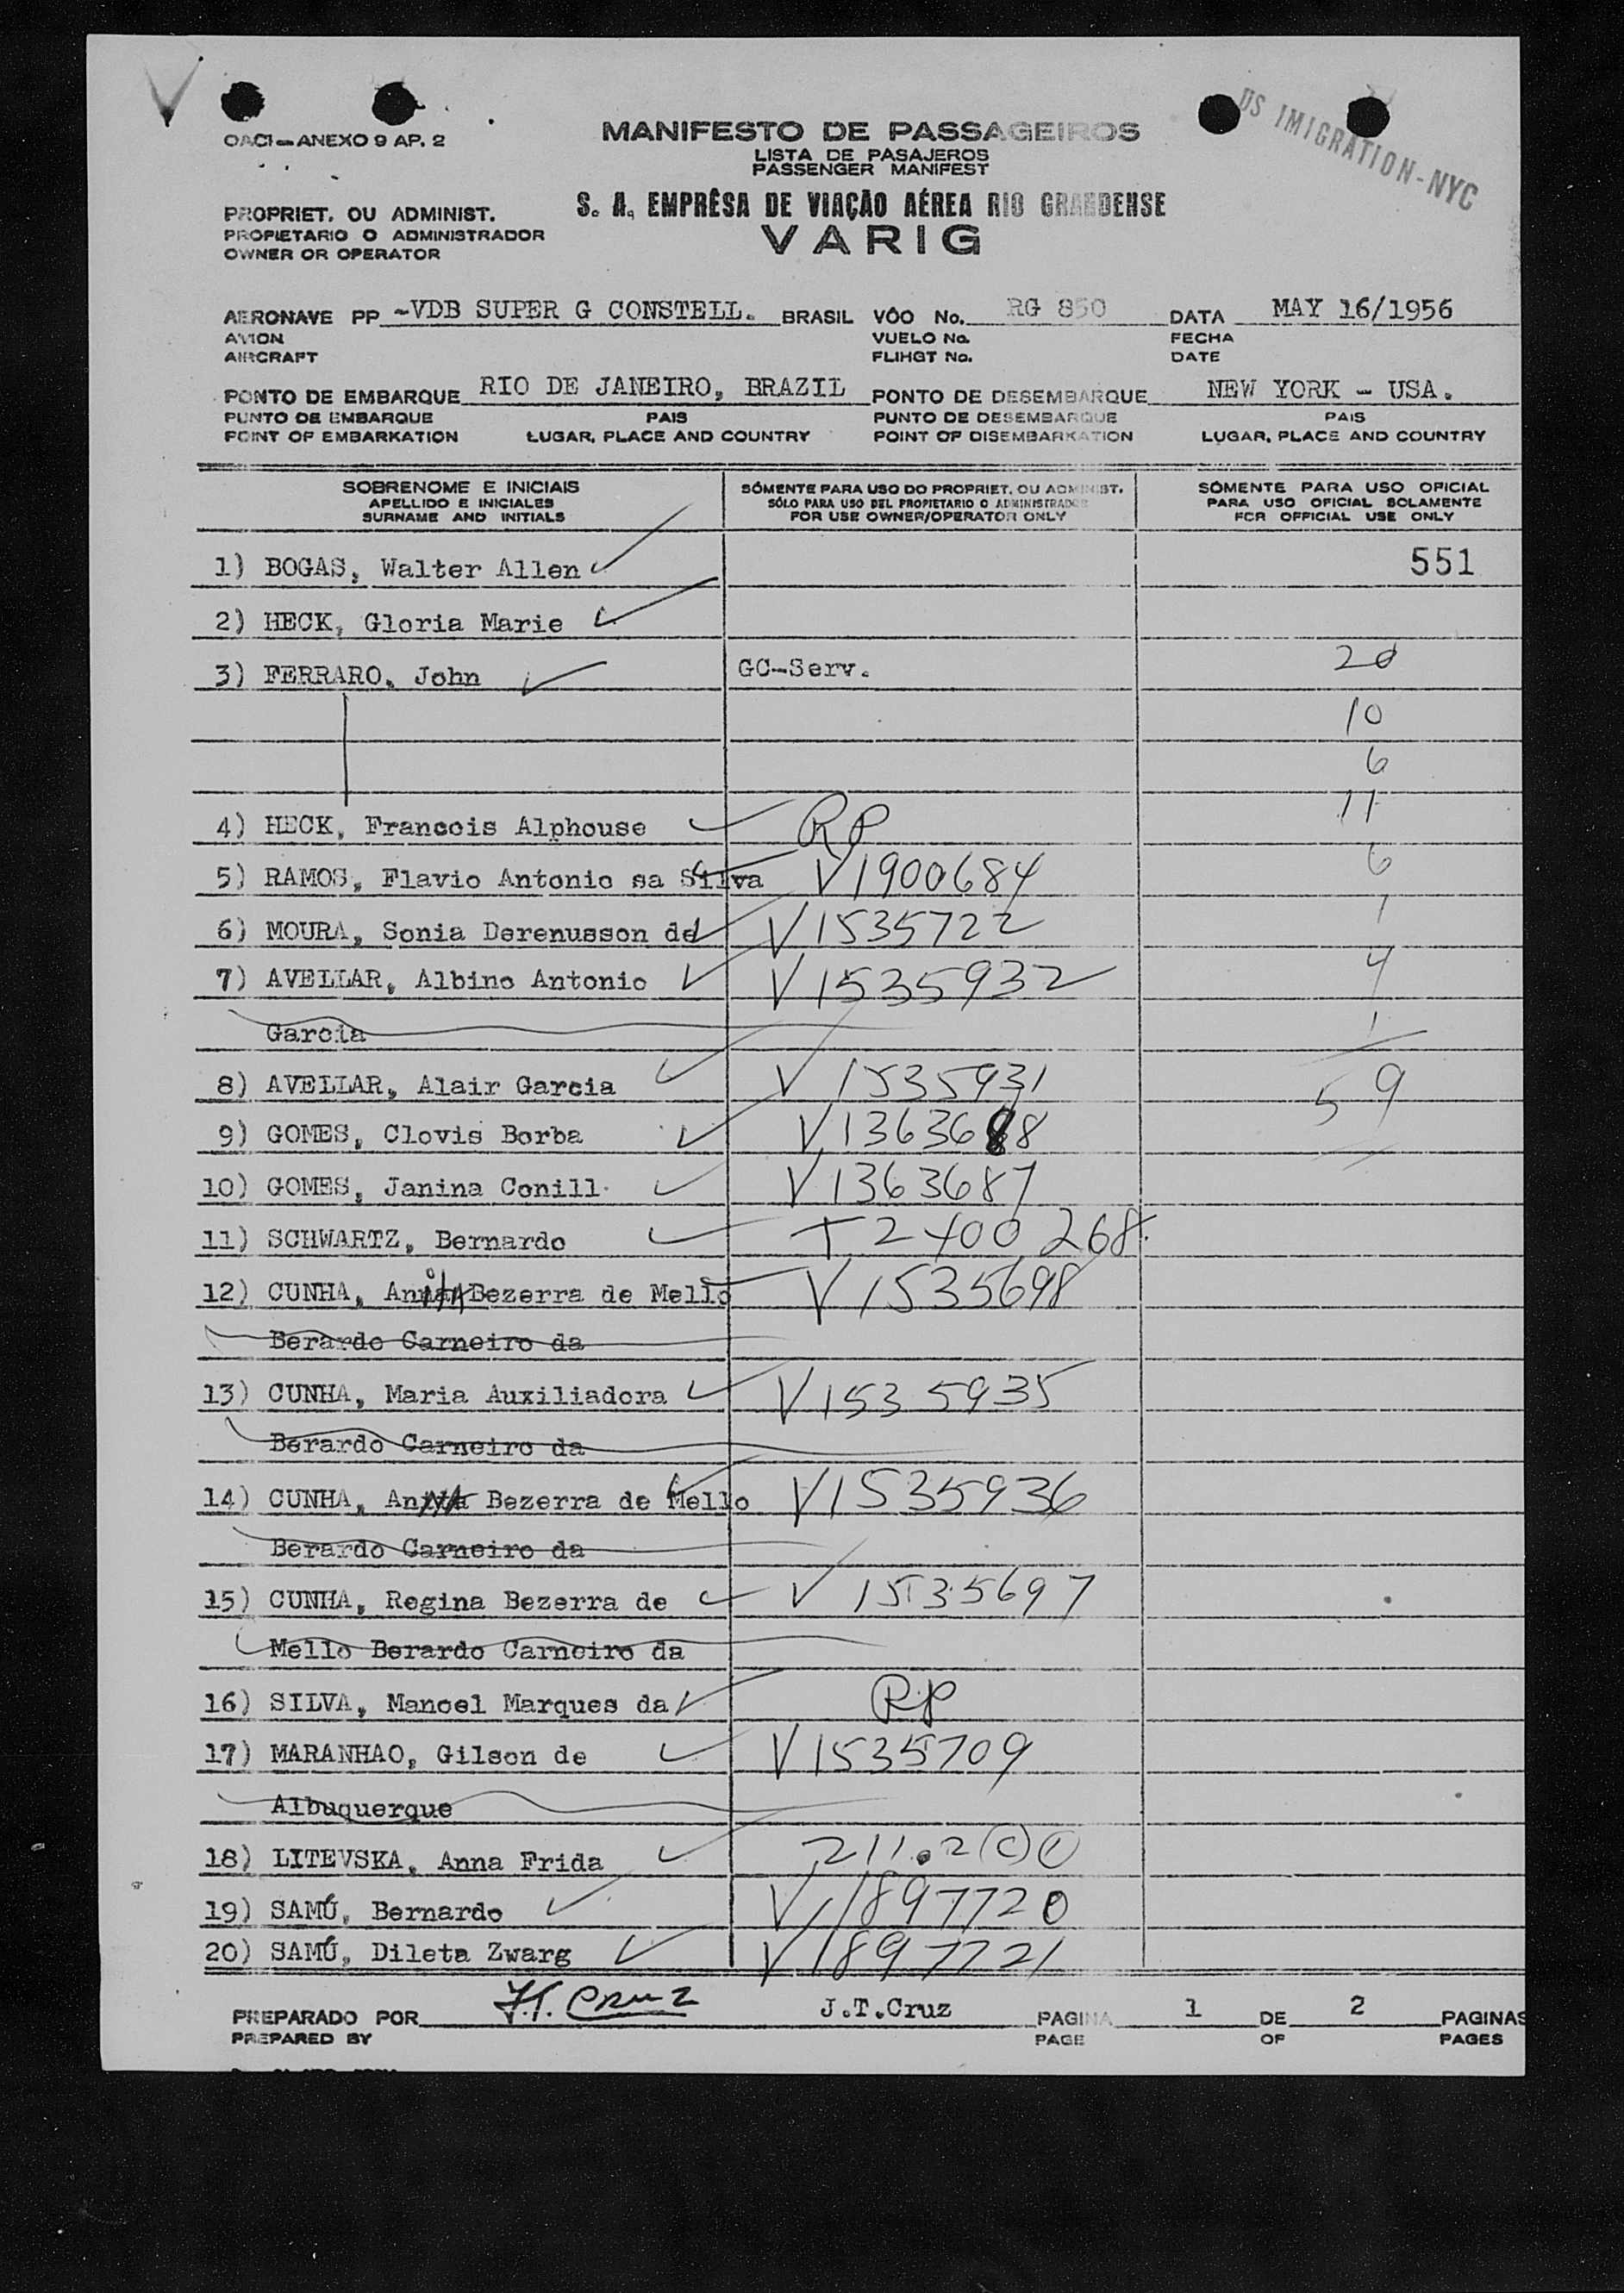 OACI-ANEXO 9 AP. 2
MANIFESTO DE PASSAGEIROS
LISTA DE PASAJEROS
PASSENGER MANIFEST
DS IMIGRATION-NYC
S. A. EMPRÊSA DE VIAÇÃO AÉREA RIO GRANDENSE
VARIG
PROPRIET. OU ADMINIST.
PROPIETARIO O ADMINISTRADOR
OWNER OR OPERATOR
AERONAVE PP -VDB SUPER G CONSTELL. BRASIL VÔO No. RG 850 DATA MAY 16/1956
AVION VUELO No. FECHA
AIRCRAFT FLIHGT No. DATE
PONTO DE EMBARQUE RIO DE JANEIRO, BRAZIL PONTO DE DESEMBARQUE NEW YORK - USA.
PUNTO DE EMBARQUE PAIS PUNTO DE DESEMBARQUE PAIS
POINT OF EMBARKATION LUGAR, PLACE AND COUNTRY POINT OF DISEMBARKATION LUGAR, PLACE AND COUNTRY
SOBRENOME E INICIAIS SÓMENTE PARA USO DO PROPRIET. OU ADMINIST. SÓMENTE PARA USO OFICIAL
APELLIDO E INICIALES SÓLO PARA USO DEL PROPIETARIO O ADMINISTRADOR PARA USO OFICIAL SOLAMENTE
SURNAME AND INITIALS FOR USE OWNER/OPERATOR ONLY FOR OFFICIAL USE ONLY
1) BOGAS, Walter Allen 551
2) HECK, Gloria Marie
3) FERRARO, John GC-Serv. 20
10
6
4) HECK, Francois Alphouse RP 11
5) RAMOS, Flavio Antonio sa Silva V1900684 6
6) MOURA, Sonia Derenusson de V1535722 1
7) AVELLAR, Albino Antonio V1535932 4
Garcia 1
8) AVELLAR, Alair Garcia V 1535931 59
9) GOMES, Clovis Borba V1363688
10) GOMES, Janina Conill V1363687
11) SCHWARTZ, Bernardo T2400268
12) CUNHA, Bezerra de Mello V1535698
Berardo Carneiro da
13) CUNHA, Maria Auxiliadora V1535935
Berardo Carneiro da
14) CUNHA, Bezerra de Mello V1535936
Berardo Carneiro da
15) CUNHA, Regina Bezerra de V 1535697
Mello Berardo Carneiro da
16) SILVA, Manoel Marques da RP
17) MARANHAO, Gilson de V1535709
Albuquerque
18) LITEVSKA, Anna Frida 211.2(C)(1)
19) SAMÚ, Bernardo V1897720
20) SAMÚ, Dileta Zwarg V1897721
PREPARADO POR J.T. Cruz J.T.Cruz PAGINA 1 DE 2 PAGINAS
PREPARED BY PAGE OF PAGES